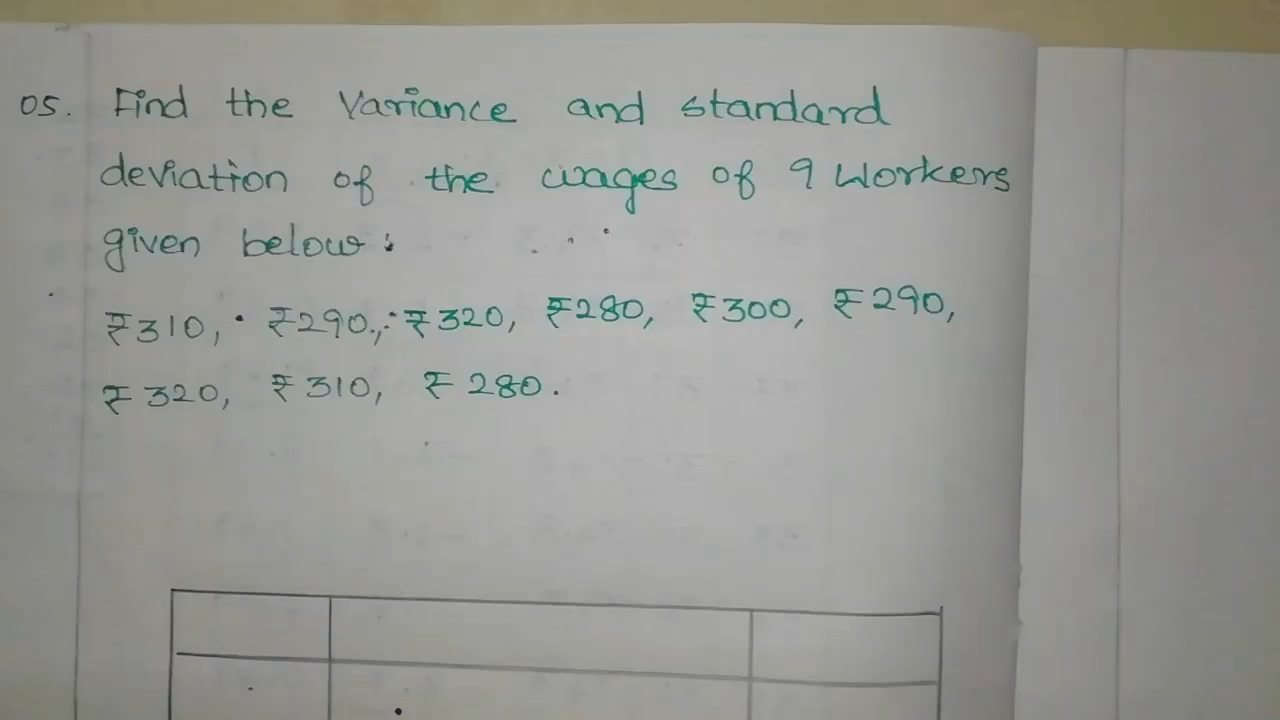 05. Find the Variance and standard
deviation of the wages of 9 Workers
given below:
₹310, ₹290, ₹320, ₹280, ₹300, ₹290,
₹320, ₹310, ₹280.